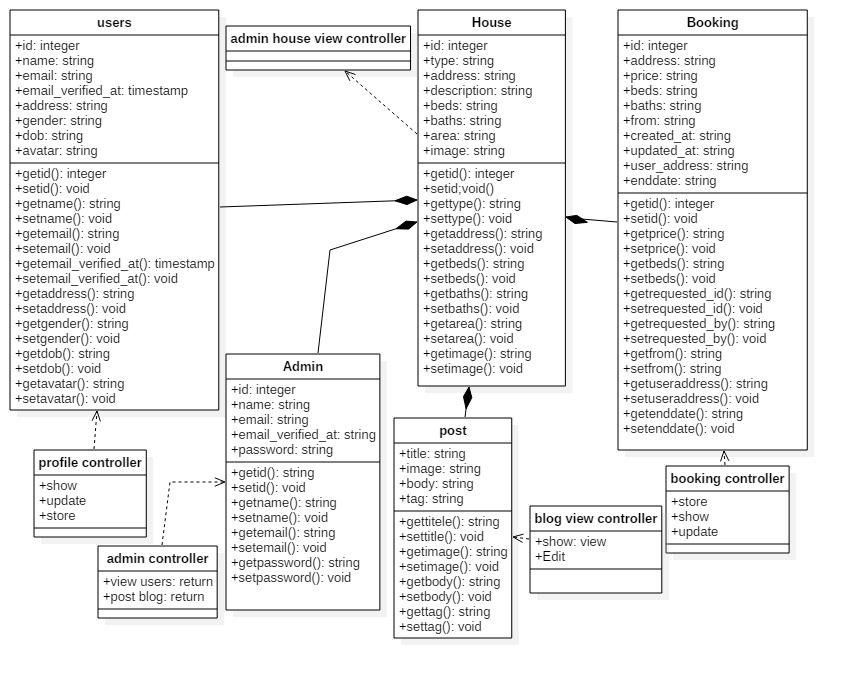 users
+id: integer
+name: string
+email: string
+email_verified_at: timestamp
+address: string
+gender: string
+dob: string
+avatar: string
+getid(): integer
+setid(): void
+getname(): string
+setname(): void
+getemail(): string
+setemail(): void
+getemail_verified_at(): timestamp
+setemail_verified_at(): void
+getaddress(): string
+setaddress(): void
+getgender(): string
+setgender(): void
+getdob(): string
+setdob(): void
+getavatar(): string
+setavatar(): void
admin house view controller
House
+id: integer
+type: string
+address: string
+description: string
+beds: string
+baths: string
+area: string
+image: string
+getid(): integer
+setid;void()
+gettype(): string
+settype(): void
+getaddress(): string
+setaddress(): void
+getbeds(): string
+setbeds(): void
+getbaths(): string
+setbaths(): void
+getarea(): string
+setarea(): void
+getimage(): string
+setimage(): void
Booking
+id: integer
+address: string
+price: string
+beds: string
+baths: string
+from: string
+created_at: string
+updated_at: string
+user_address: string
+enddate: string
+getid(): integer
+setid(): void
+getprice(): string
+setprice(): void
+getbeds(): string
+setbeds(): void
+getrequested_id(): string
+setrequested_id(): void
+getrequested_by(): string
+setrequested_by(): void
+getfrom(): string
+setfrom(): string
+getuseraddress(): string
+setuseraddress(): void
+getenddate(): string
+setenddate(): void
Admin
+id: integer
+name: string
+email: string
+email_verified_at: string
+password: string
+getid(): string
+setid(): void
+getname(): string
+setname(): void
+getemail(): string
+setemail(): void
+getpassword(): string
+setpassword(): void
post
+title: string
+image: string
+body: string
+tag: string
+gettitele(): string
+settitle(): void
+getimage(): string
+setimage(): void
+getbody(): string
+setbody(): void
+gettag(): string
+settag(): void
profile controller
+show
+update
+store
admin controller
+view users: return
+post blog: return
blog view controller
+show: view
+Edit
booking controller
+store
+show
+update